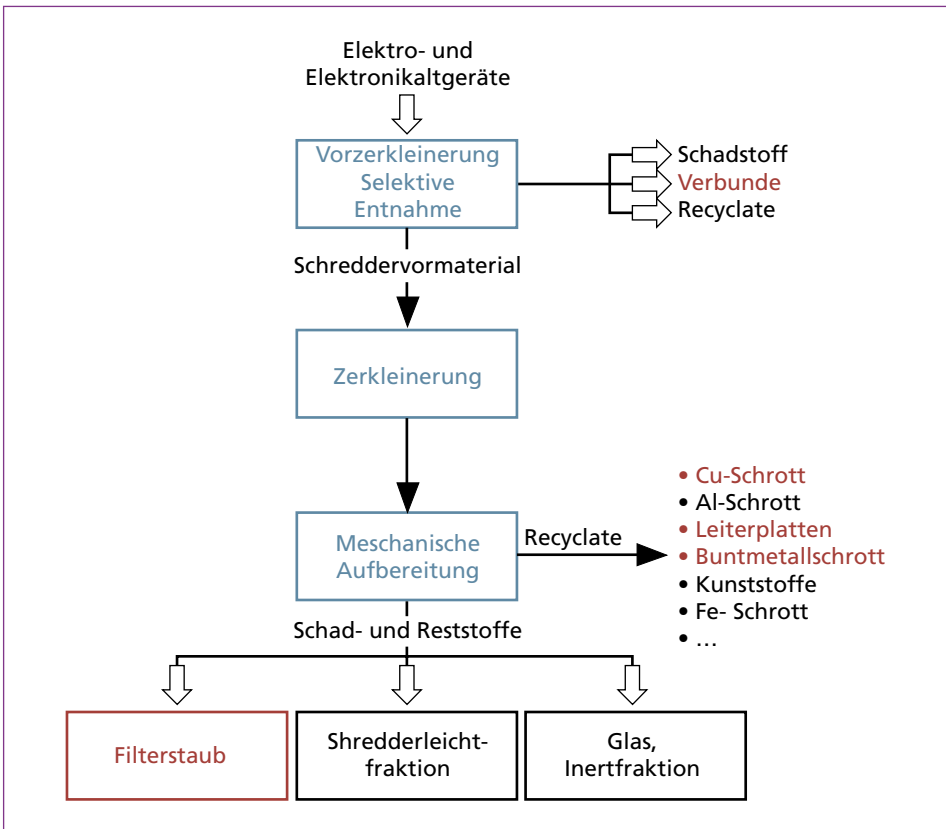 Elektro- und
Elektronikaltgeräte
Vorzerkleinerung
Selektive
Entnahme
Schadstoff
Verbunde
Recyclate
Schreddervormaterial
Zerkleinerung
Meschanische
Aufbereitung
Recyclate
• Cu-Schrott
• Al-Schrott
• Leiterplatten
• Buntmetallschrott
• Kunststoffe
• Fe- Schrott
• ...
Schad- und Reststoffe
Filterstaub
Shredderleicht-
fraktion
Glas,
Inertfraktion